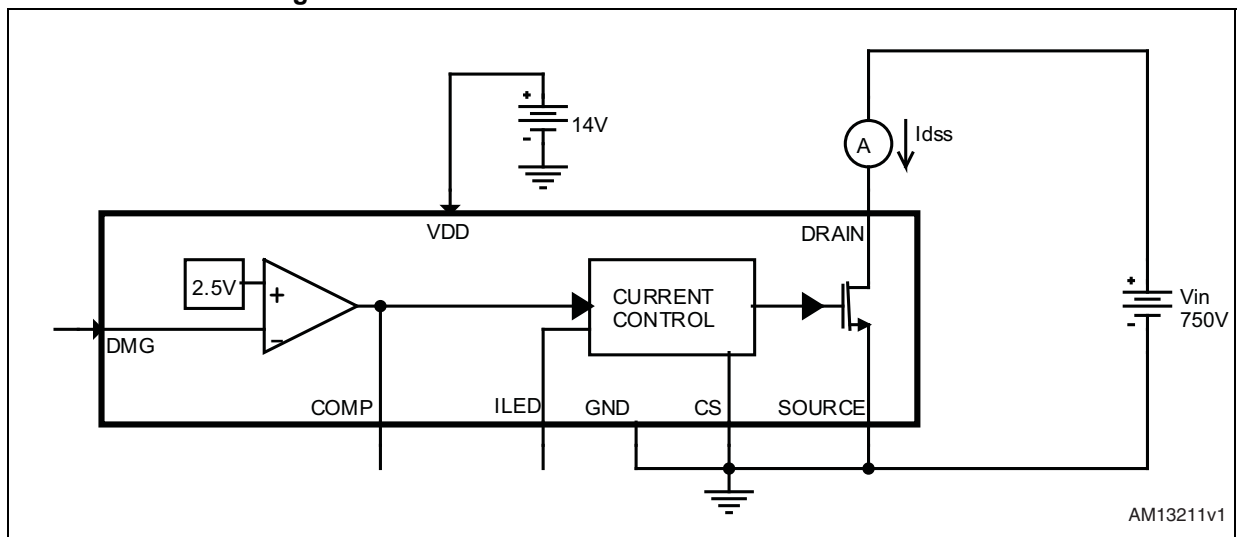 +
14V
-
A
Idss
VDD
DRAIN
2.5V
+
-
CURRENT
CONTROL
+
Vin
750V
-
DMG
COMP
ILED
GND
CS
SOURCE
AM13211v1